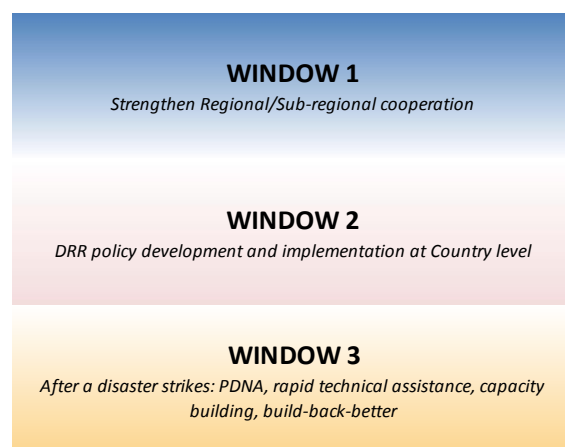 WINDOW 1
Strengthen Regional/Sub-regional cooperation
WINDOW 2
DRR policy development and implementation at Country level
WINDOW 3
After a disaster strikes: PDNA, rapid technical assistance, capacity
building, build-back-better